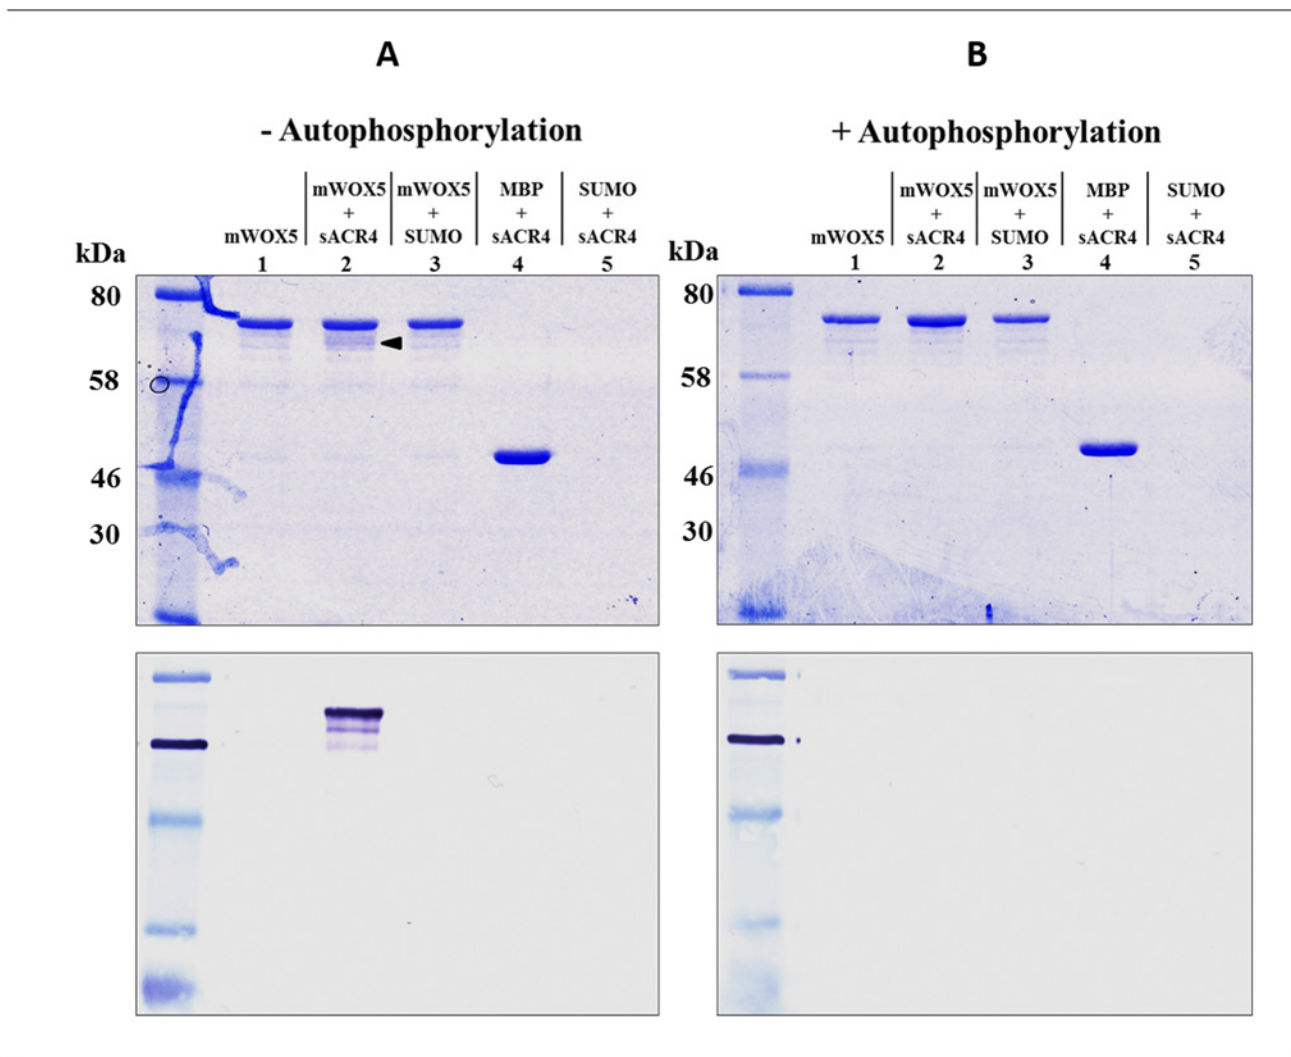 A
B
- Autophosphorylation
+ Autophosphorylation
mWOX5 mWOX5 MBP SUMO
+ + + +
mWOX5 sACR4 SUMO sACR4 sACR4
kDa 1 2 3 4 5
mWOX5 mWOX5 MBP SUMO
+ + + +
mWOX5 sACR4 SUMO sACR4 sACR4
kDa 1 2 3 4 5
80
58
46
30
80
58
46
30